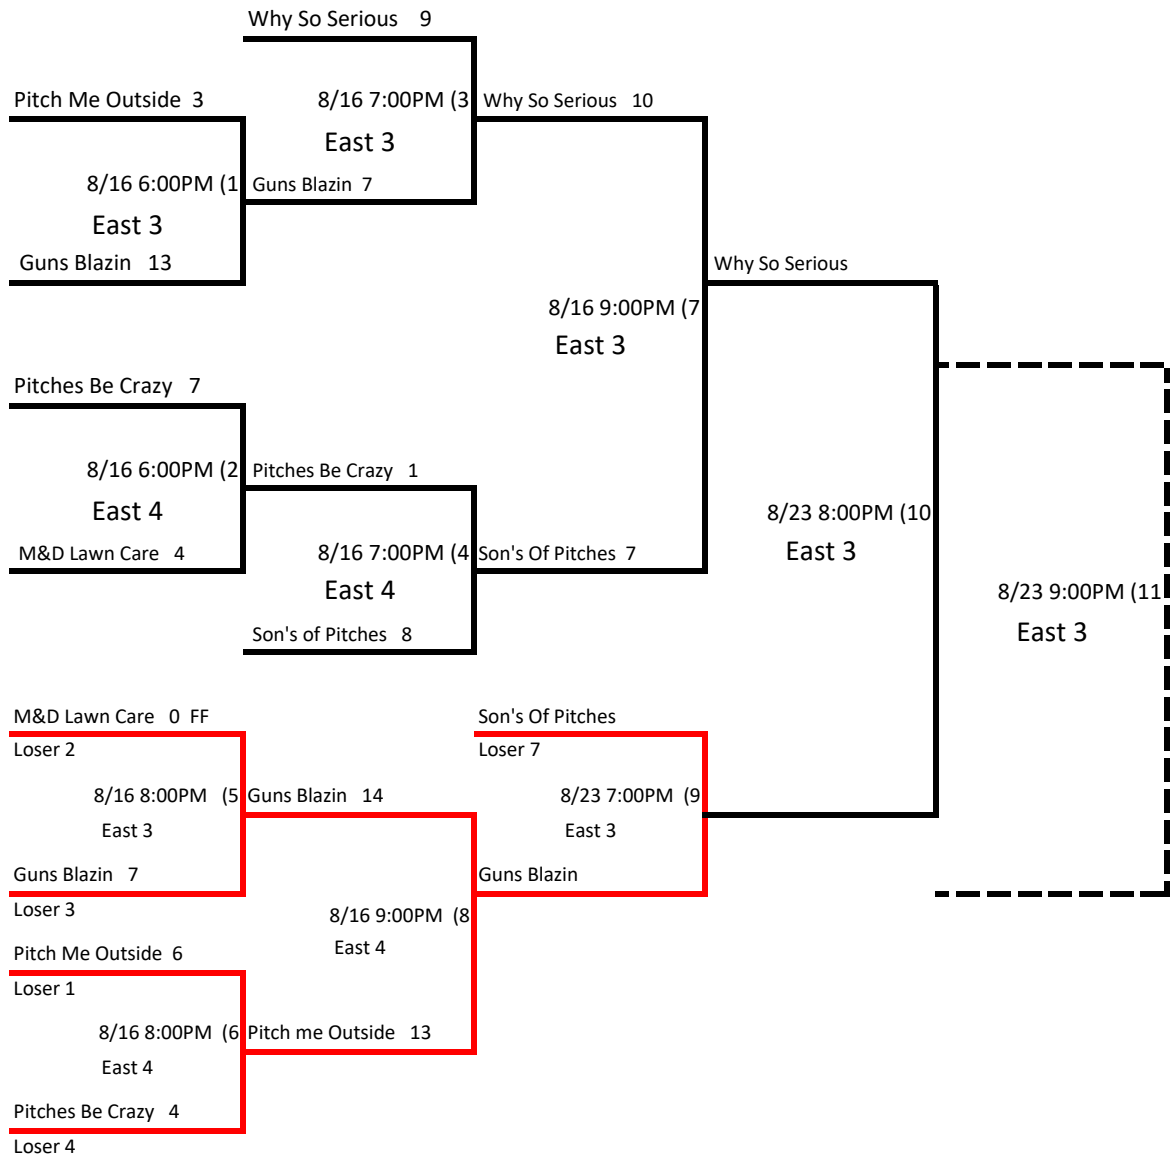 Why So Serious 9
Pitch Me Outside 3
8/16 7:00PM (3
Why So Serious 10
East 3
8/16 6:00PM (1
Guns Blazin 7
East 3
Guns Blazin 13
Why So Serious
8/16 9:00PM (7
East 3
Pitches Be Crazy 7
8/16 6:00PM (2
Pitches Be Crazy 1
East 4
8/23 8:00PM (10
East 3
M&D Lawn Care 4
8/16 7:00PM (4
Son's Of Pitches 7
East 4
8/23 9:00PM (11
East 3
Son's of Pitches 8
M&D Lawn Care 0 FF
Son's Of Pitches
Loser 2
Loser 7
8/16 8:00PM (5
Guns Blazin 14
8/23 7:00PM (9
East 3
East 3
Guns Blazin 7
Guns Blazin
Loser 3
8/16 9:00PM (8
East 4
Pitch Me Outside 6
Loser 1
8/16 8:00PM (6
Pitch me Outside 13
East 4
Pitches Be Crazy 4
Loser 4